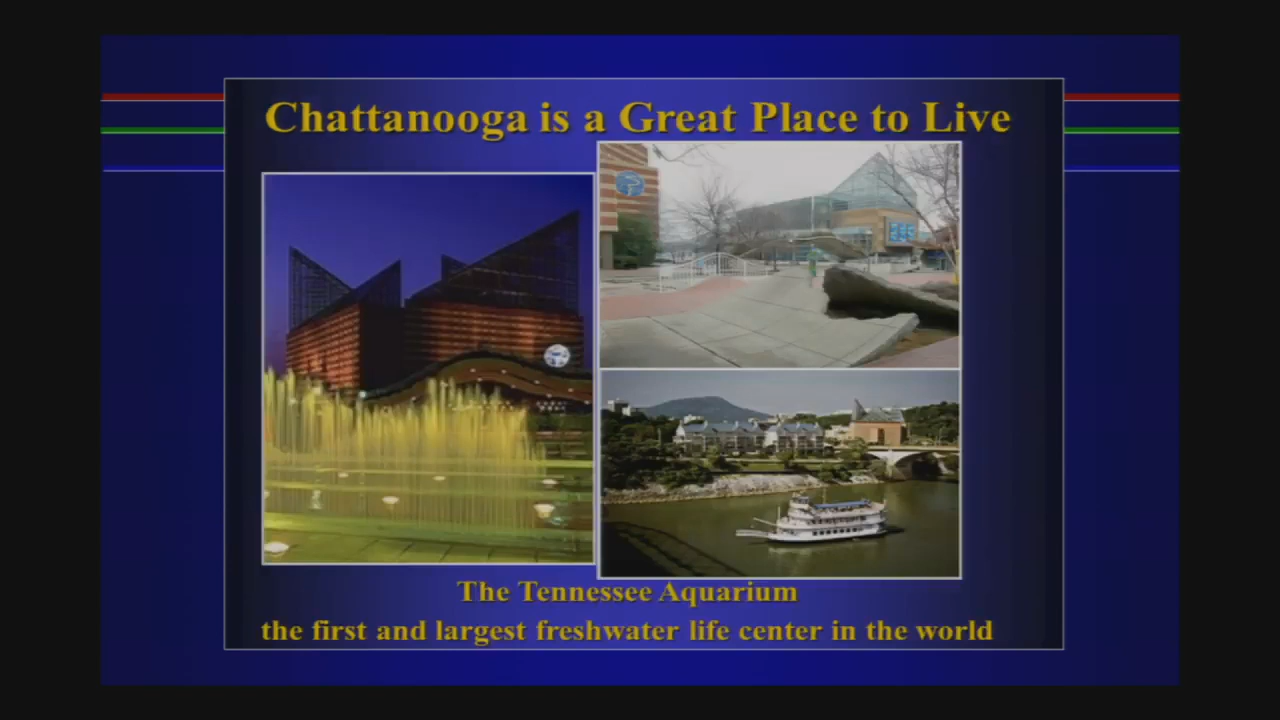 Chattanooga is a Great Place to Live
The Tennessee Aquarium
the first and largest freshwater life center in the world